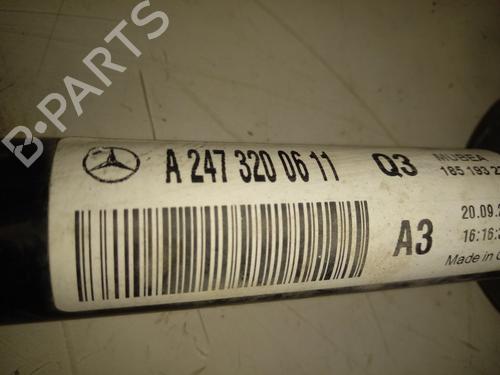 B-PARTS
A 247 320 06 11 Q3 MUBEA
A3
20.09.2
16:16:
Made in